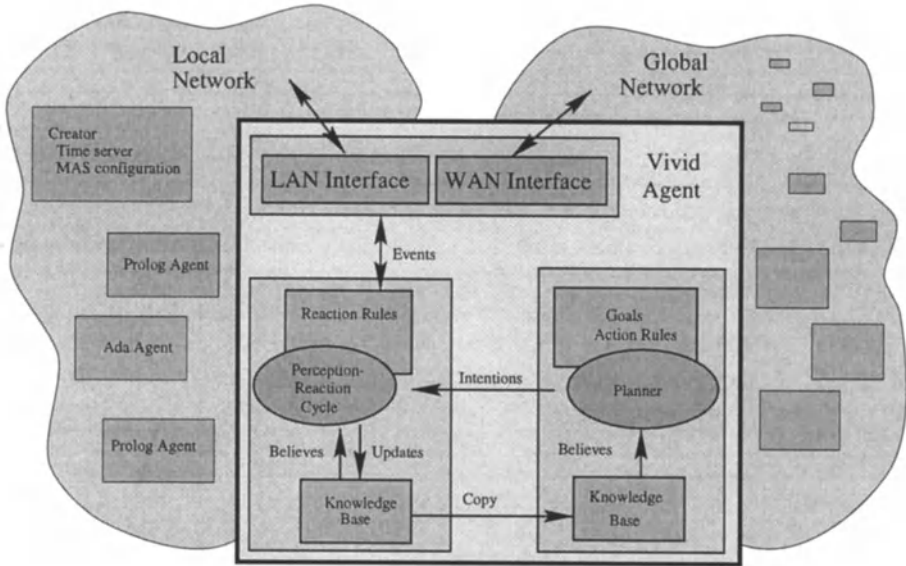 Local
Network
Global
Network
Creator
Time server
MAS configuration
LAN Interface
WAN Interface
Vivid
Agent
Events
Prolog Agent
Reaction Rules
Goals
Action Rules
Ada Agent
Perception-
Reaction
Cycle
Intentions
Planner
Prolog Agent
Believes
Updates
Believes
Knowledge
Base
Copy
Knowledge
Base